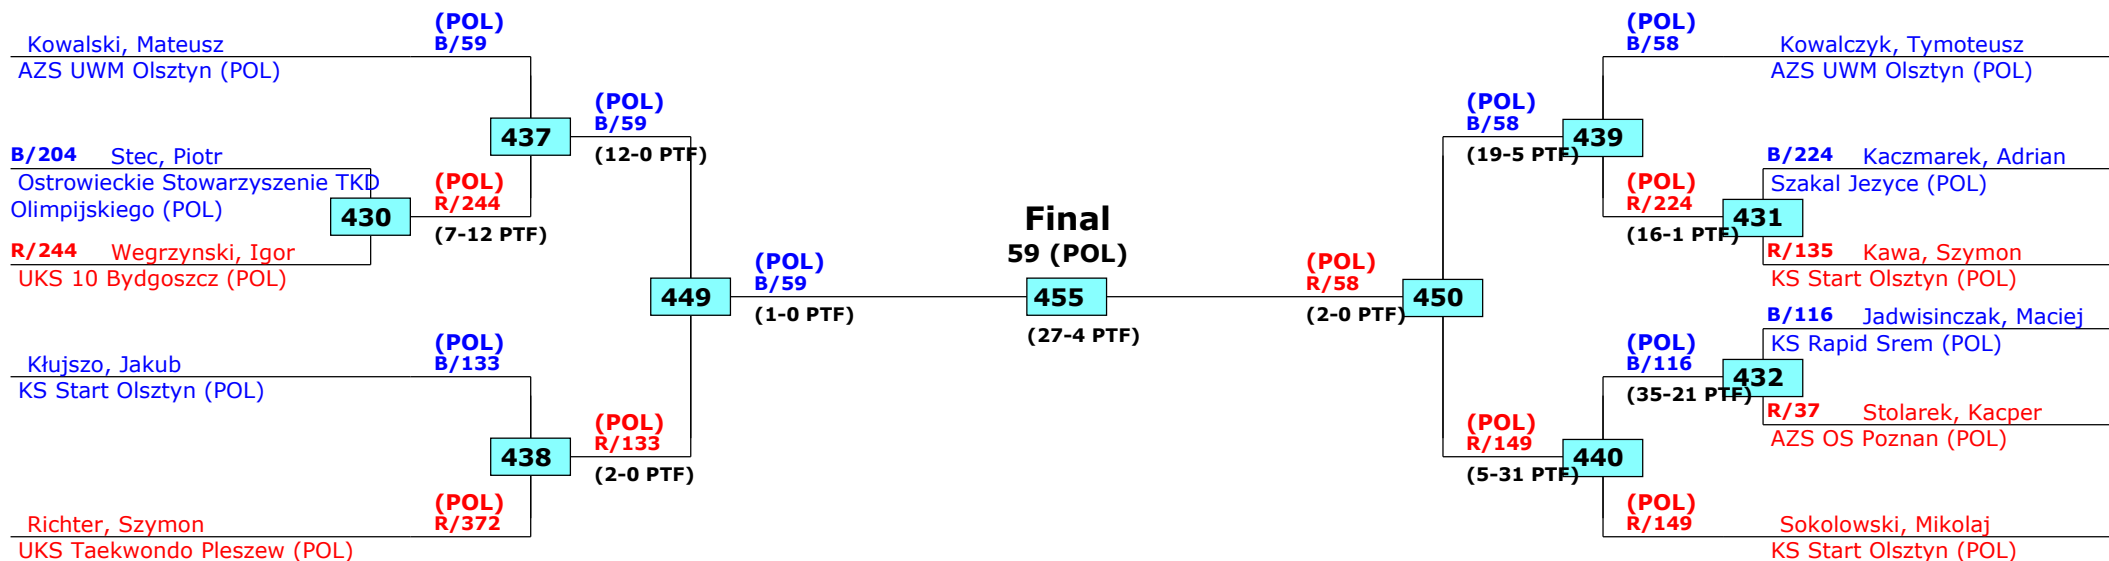 (POL)
B/59
Kowalski, Mateusz
AZS UWM Olsztyn (POL)
437
(POL)
B/59
(12-0 PTF)
B/204 Stec, Piotr
Ostrowieckie Stowarzyszenie TKD
Olimpijskiego (POL)
430
(POL)
R/244
(7-12 PTF)
R/244 Wegrzynski, Igor
UKS 10 Bydgoszcz (POL)
449
(POL)
B/59
(1-0 PTF)
(POL)
B/133
Kłujszo, Jakub
KS Start Olsztyn (POL)
438
(POL)
R/133
(2-0 PTF)
(POL)
R/372
Richter, Szymon
UKS Taekwondo Pleszew (POL)
Final
59 (POL)
455
(27-4 PTF)
(POL)
R/58
(2-0 PTF)
450
(POL)
B/58
Kowalczyk, Tymoteusz
AZS UWM Olsztyn (POL)
(POL)
B/58
(19-5 PTF)
439
B/224 Kaczmarek, Adrian
Szakal Jezyce (POL)
(POL)
R/224
(16-1 PTF)
431
R/135 Kawa, Szymon
KS Start Olsztyn (POL)
B/116 Jadwisinczak, Maciej
KS Rapid Srem (POL)
(POL)
B/116
(35-21 PTF)
432
R/37 Stolarek, Kacper
AZS OS Poznan (POL)
(POL)
R/149
(5-31 PTF)
440
(POL)
R/149
Sokolowski, Mikolaj
KS Start Olsztyn (POL)